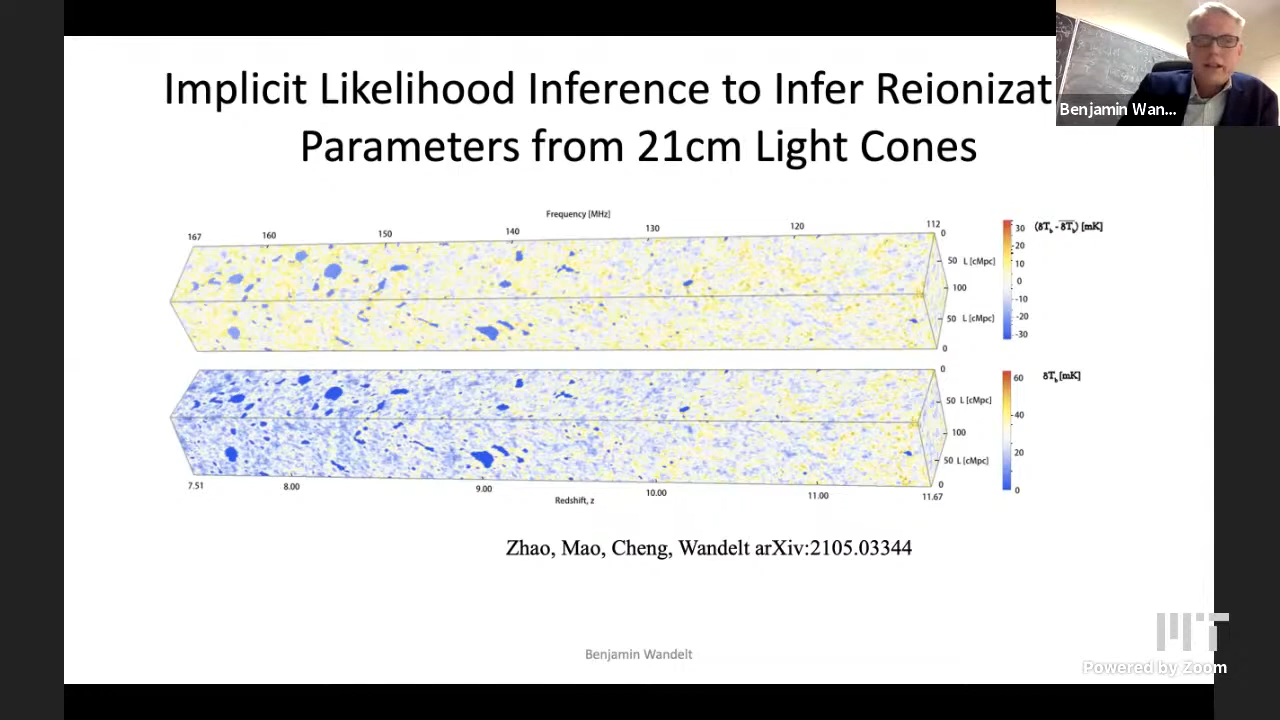 Implicit Likelihood Inference to Infer Reionizat
Parameters from 21cm Light Cones
Benjamin Wan...
Frequency [MHz]
167 160 150 140 130 120 112
0
50 L [cMpc]
100
50 L [cMpc]
0
30
20
10
0
-10
-20
-30
(δT_b - \overline{δT_b}) [mK]
0
50 L [cMpc]
100
50 L [cMpc]
0
60
40
20
0
δT_b [mK]
7.51 8.00 9.00 10.00 11.00 11.67
Redshift, z
Zhao, Mao, Cheng, Wandelt arXiv:2105.03344
Benjamin Wandelt
MIT
Powered by Zoom